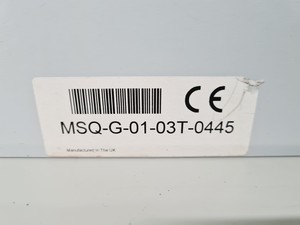 CE
MSQ-G-01-03T-0445
Manufactured In The UK